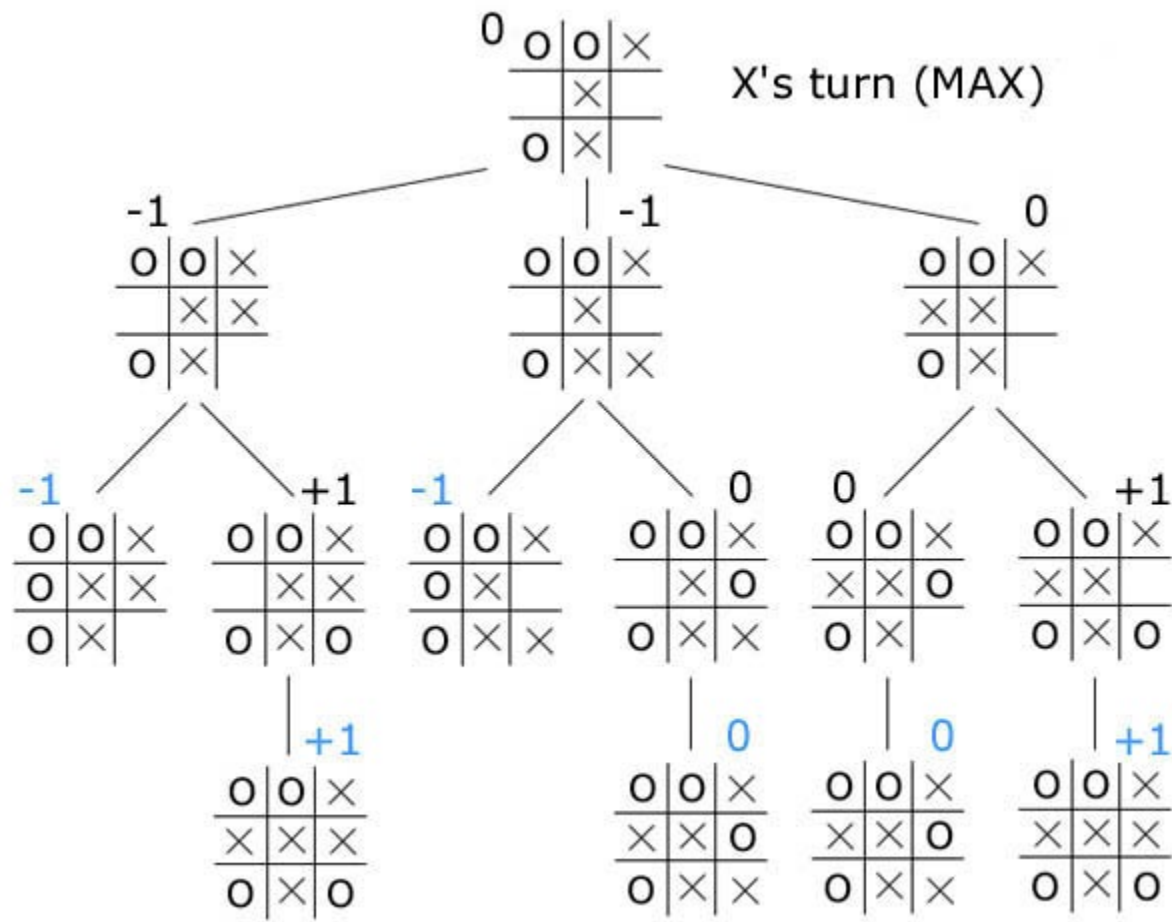 0
O O ×
X's turn (MAX)
×
O ×
-1 -1 0
O O × O O × O O ×
× × × × ×
O × O × × O ×
-1 +1 -1 0 0 +1
O O × O O × O O × O O × O O × O O ×
O × × × × O × × O × × O × ×
O × O × O O × × O × × O × O × O
+1 0 0 +1
O O × O O × O O × O O ×
× × × × × O × × O × × ×
O × O O × × O × × O × O